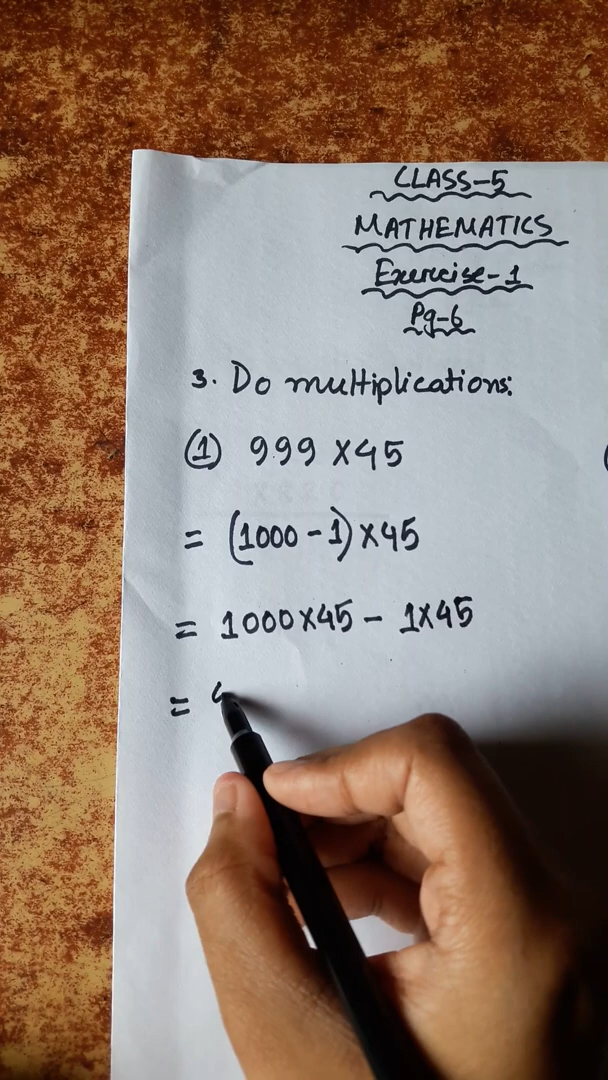 CLASS-5
MATHEMATICS
Exercise-1
Pg-6
3. Do multiplications:
(1) 999 x 45
= (1000 - 1) x 45
= 1000 x 45 - 1 x 45
=